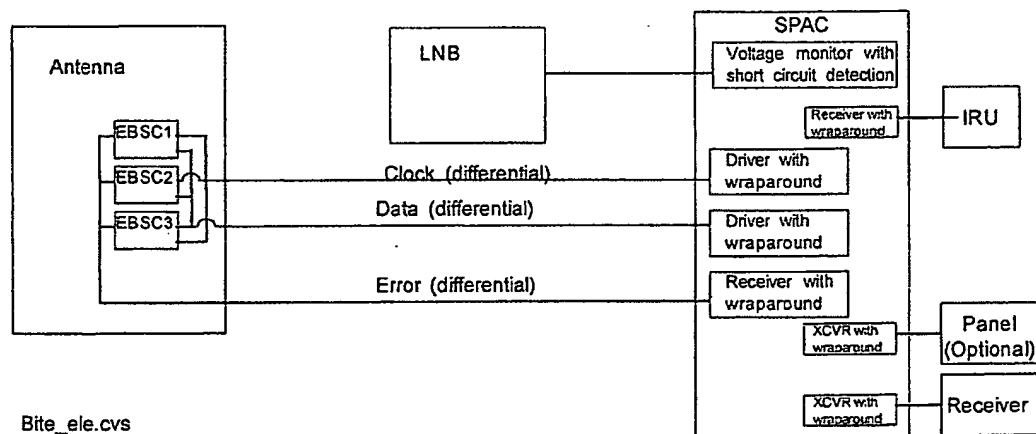 SPAC
Antenna
LNB
Voltage monitor with
short circuit detection
EBSC1
EBSC2
EBSC3
Receiver with
wraparound
IRU
Clock (differential)
Driver with
wraparound
Data (differential)
Driver with
wraparound
Error (differential)
Receiver with
wraparound
XCVR with
wraparound
Panel
(Optional)
XCVR with
wraparound
Receiver
Bite_ele.cvs